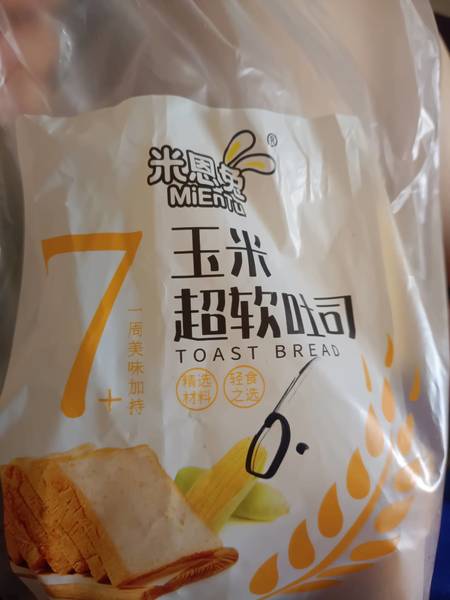 米恩兔®
MiEnTu
7+
一周美味加持
玉米
超软吐司
TOAST BREAD
精选
材料
轻食
之选
6.